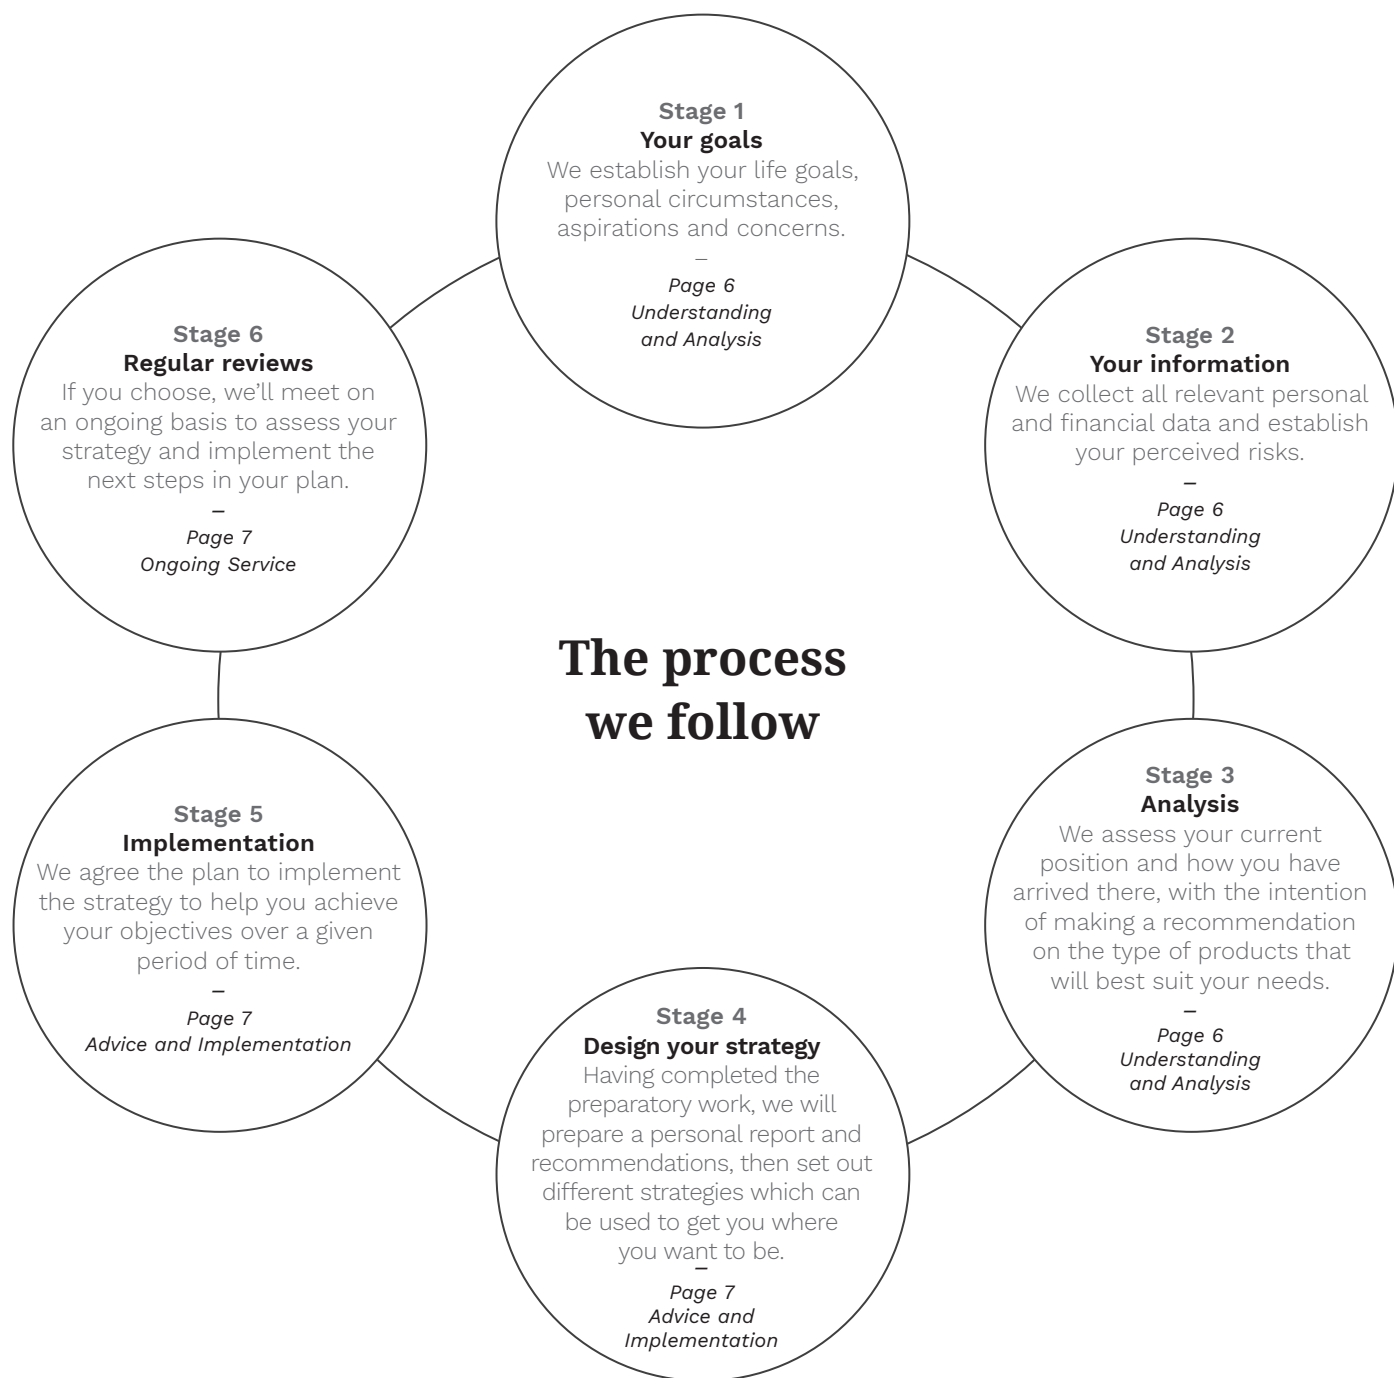 Stage 1
Your goals
We establish your life goals,
personal circumstances,
aspirations and concerns.
–
Page 6
Understanding
and Analysis
Stage 2
Your information
We collect all relevant personal
and financial data and establish
your perceived risks.
–
Page 6
Understanding
and Analysis
Stage 3
Analysis
We assess your current
position and how you have
arrived there, with the intention
of making a recommendation
on the type of products that
will best suit your needs.
–
Page 6
Understanding
and Analysis
Stage 4
Design your strategy
Having completed the
preparatory work, we will
prepare a personal report and
recommendations, then set out
different strategies which can
be used to get you where
you want to be.
–
Page 7
Advice and
Implementation
Stage 5
Implementation
We agree the plan to implement
the strategy to help you achieve
your objectives over a given
period of time.
–
Page 7
Advice and Implementation
Stage 6
Regular reviews
If you choose, we’ll meet on
an ongoing basis to assess your
strategy and implement the
next steps in your plan.
–
Page 7
Ongoing Service
The process
we follow